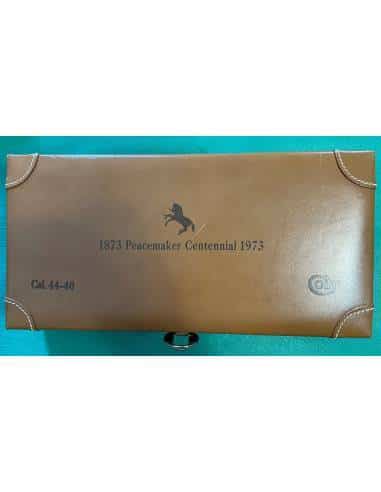 1873 Peacemaker Centennial 1973
Cal. 44-40
Colt